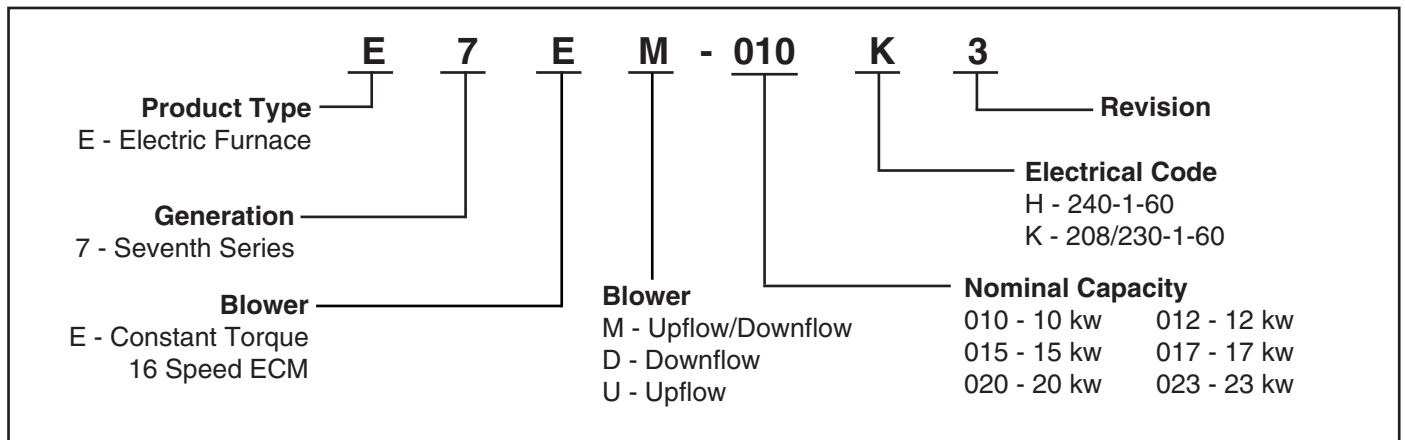 E 7 E M - 010 K 3
Product Type
E - Electric Furnace
Generation
7 - Seventh Series
Blower
E - Constant Torque
16 Speed ECM
Blower
M - Upflow/Downflow
D - Downflow
U - Upflow
Revision
Electrical Code
H - 240-1-60
K - 208/230-1-60
Nominal Capacity
010 - 10 kw 012 - 12 kw
015 - 15 kw 017 - 17 kw
020 - 20 kw 023 - 23 kw